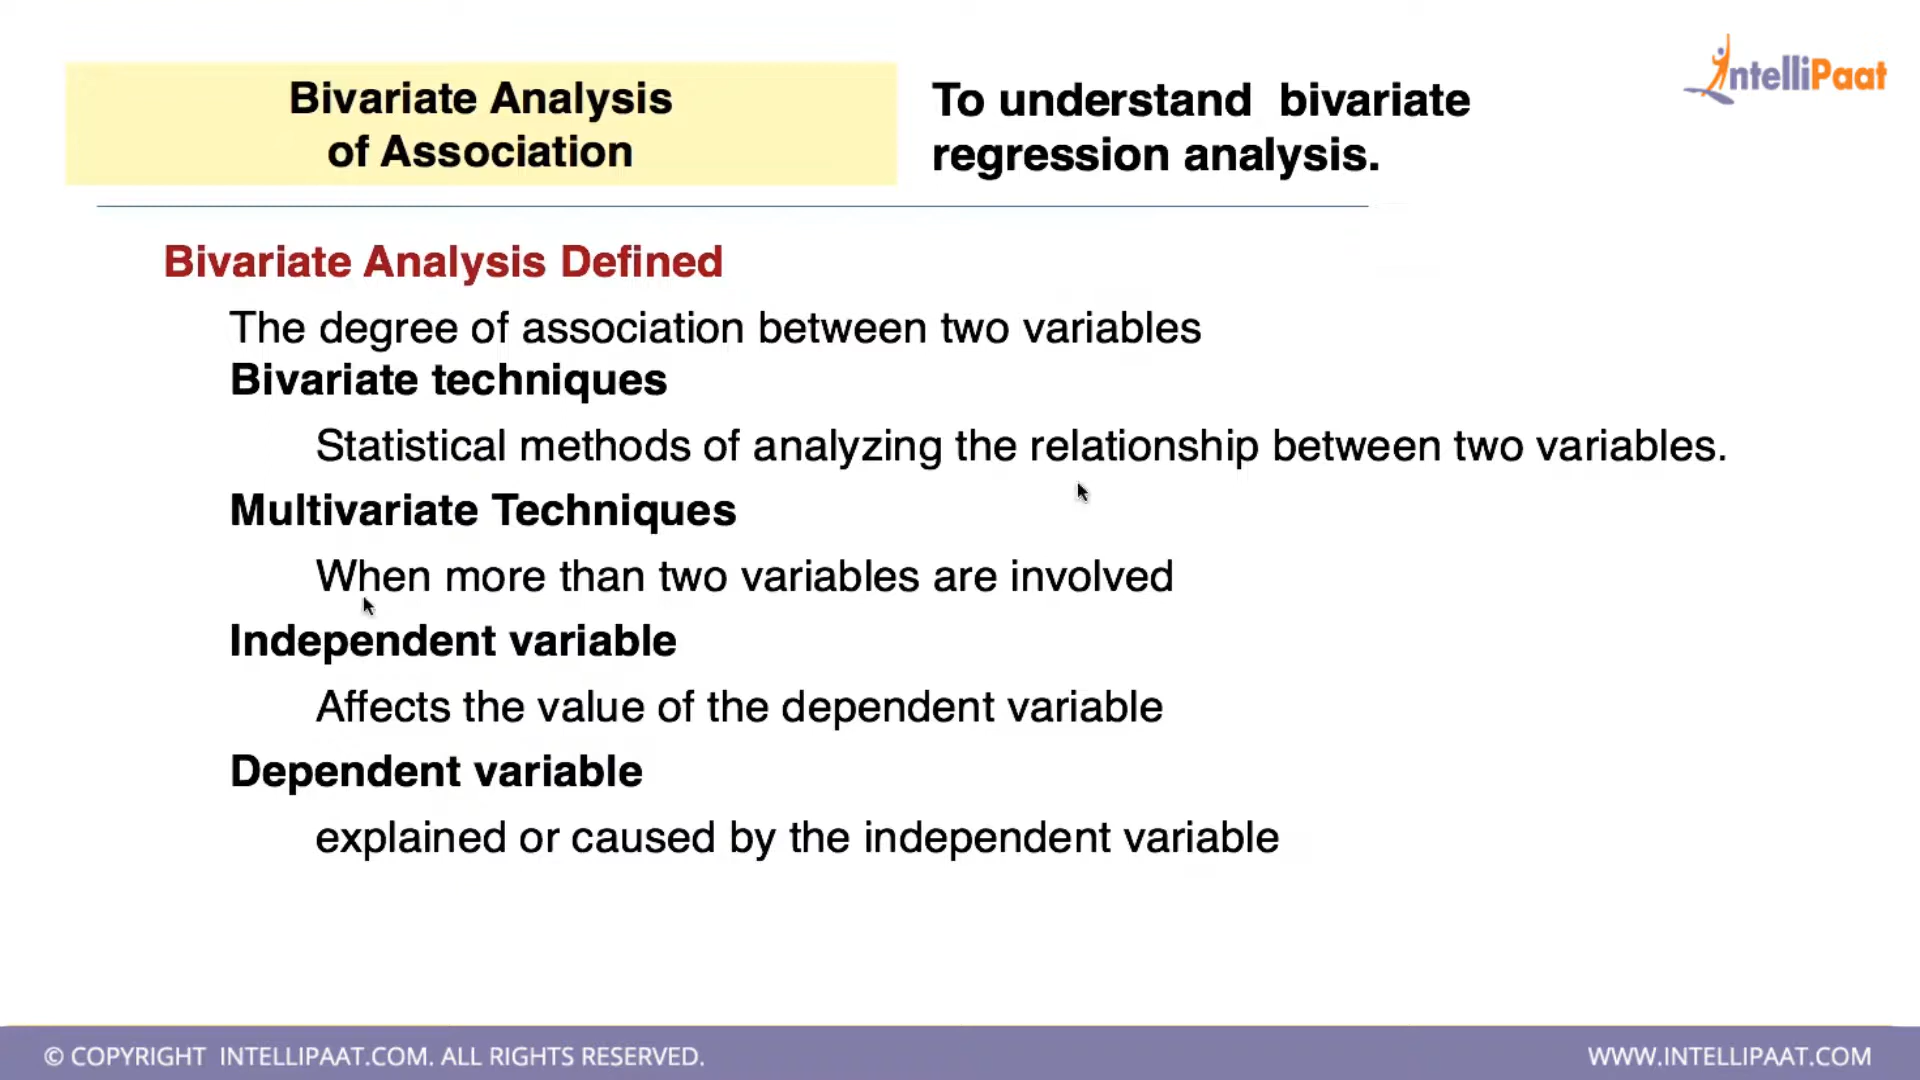 Bivariate Analysis
of Association
To understand bivariate
regression analysis.
IntelliPaat
Bivariate Analysis Defined
The degree of association between two variables
Bivariate techniques
Statistical methods of analyzing the relationship between two variables.
Multivariate Techniques
When more than two variables are involved
Independent variable
Affects the value of the dependent variable
Dependent variable
explained or caused by the independent variable
© COPYRIGHT INTELLIPAAT.COM. ALL RIGHTS RESERVED.
WWW.INTELLIPAAT.COM